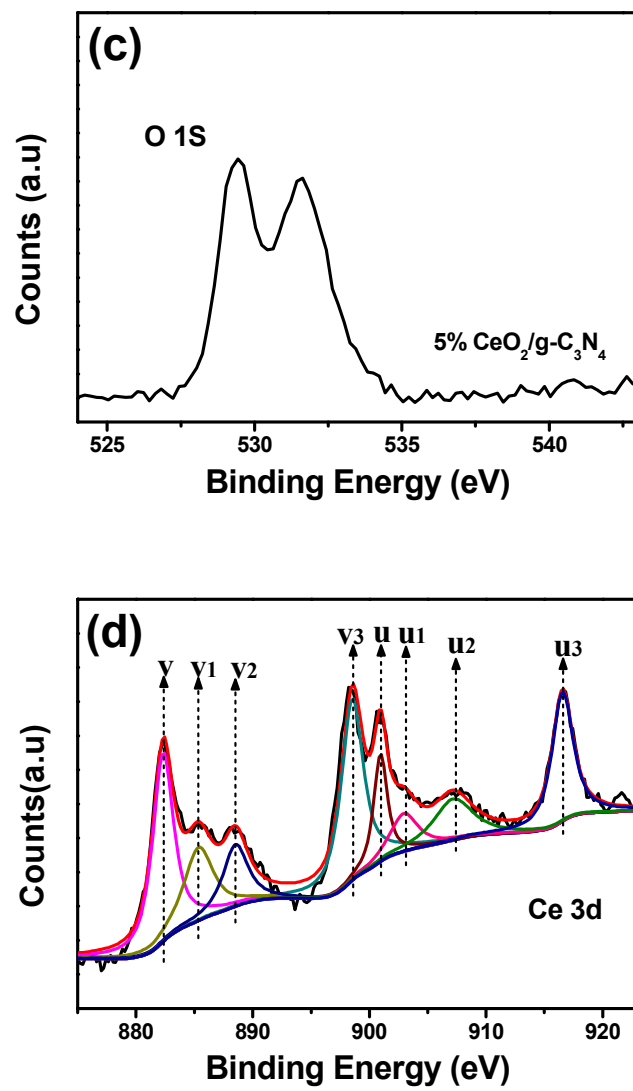 (c)
O 1S
5% CeO₂/g-C₃N₄
Counts (a.u)
525 530 535 540
Binding Energy (eV)
(d)
v v1 v2 v3 u u1 u2 u3
Ce 3d
Counts(a.u)
880 890 900 910 920
Binding Energy (eV)